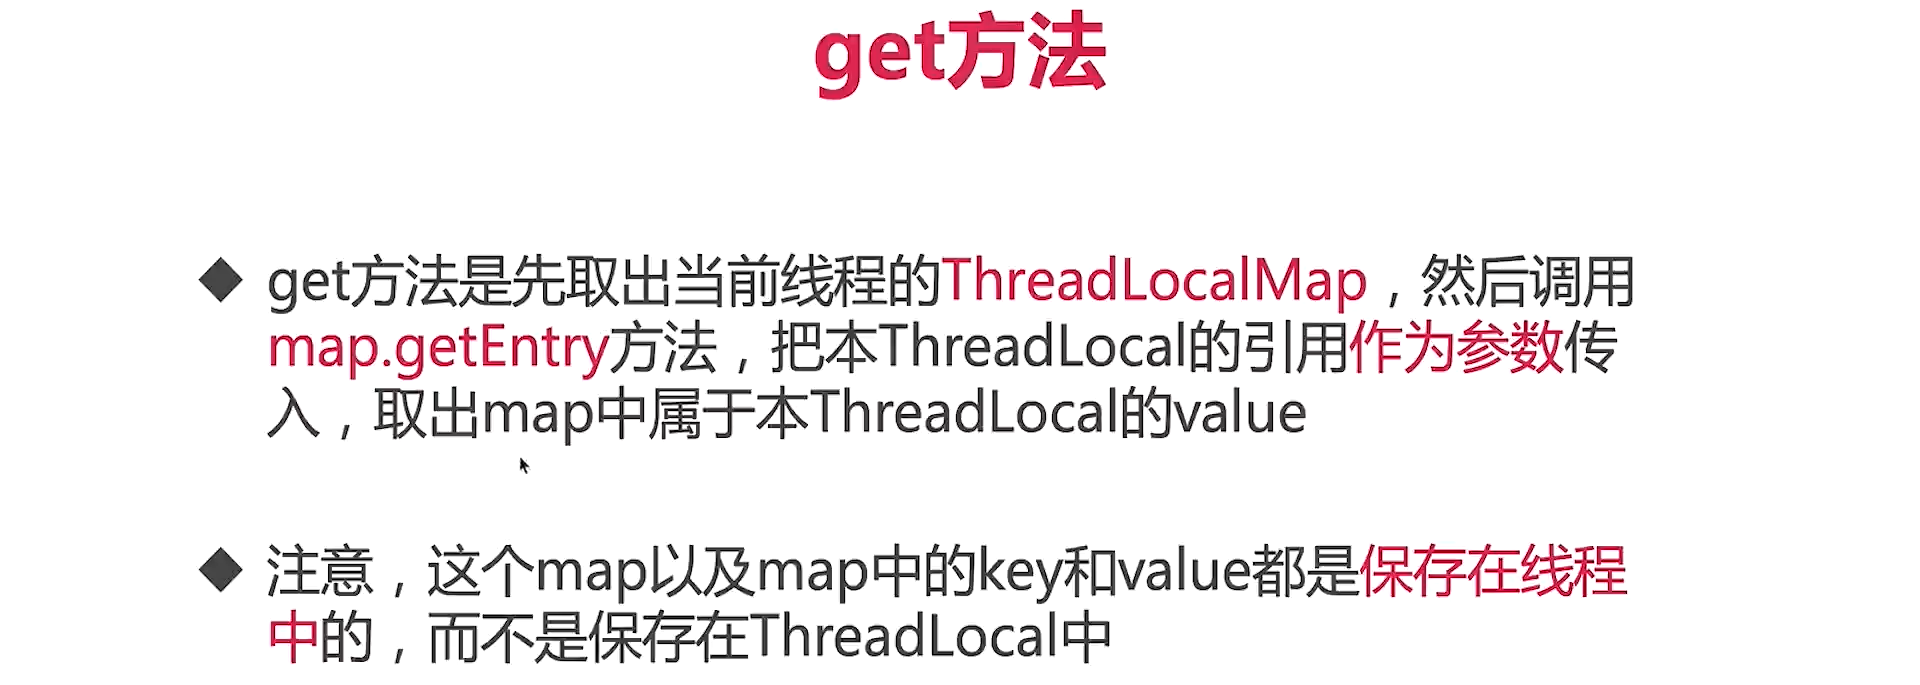 get方法
get方法是先取出当前线程的ThreadLocalMap，然后调用
map.getEntry方法，把本ThreadLocal的引用作为参数传
入，取出map中属于本ThreadLocal的value
注意，这个map以及map中的key和value都是保存在线程
中的，而不是保存在ThreadLocal中